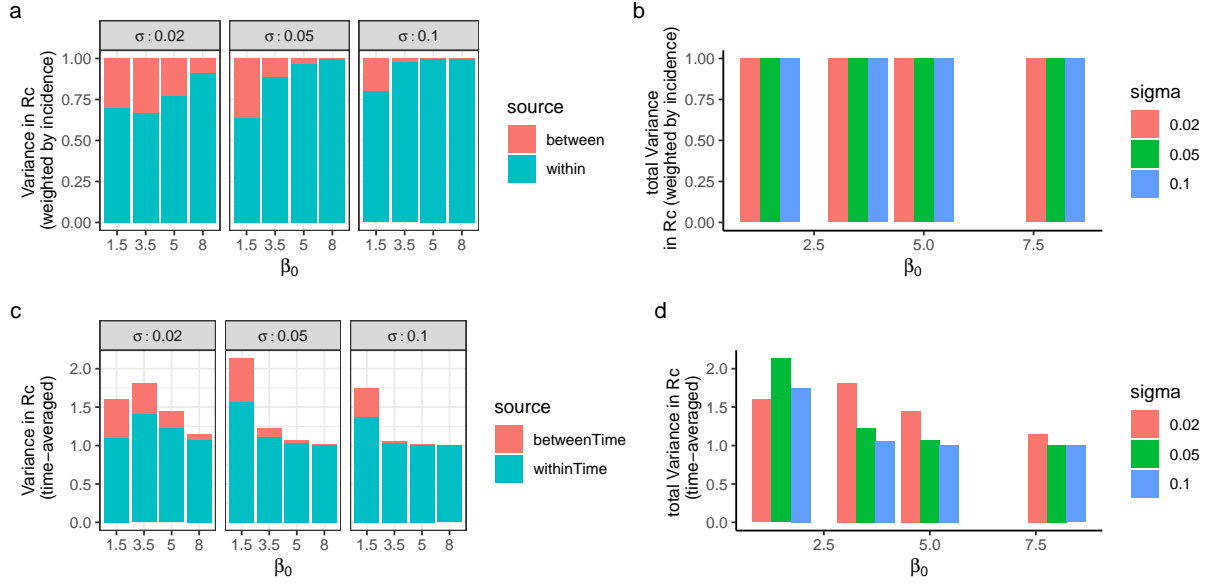 a
σ : 0.02 σ : 0.05 σ : 0.1
Variance in Rc
(weighted by incidence)
1.00
0.75
0.50
0.25
0.00
1.5 3.5 5 8 1.5 3.5 5 8 1.5 3.5 5 8
β0
source
between
within
b
total Variance
in Rc (weighted by incidence)
1.00
0.75
0.50
0.25
0.00
2.5 5.0 7.5
β0
sigma
0.02
0.05
0.1
c
σ : 0.02 σ : 0.05 σ : 0.1
Variance in Rc
(time−averaged)
2.0
1.5
1.0
0.5
0.0
1.5 3.5 5 8 1.5 3.5 5 8 1.5 3.5 5 8
β0
source
betweenTime
withinTime
d
total Variance in Rc
(time−averaged)
2.0
1.5
1.0
0.5
0.0
2.5 5.0 7.5
β0
sigma
0.02
0.05
0.1